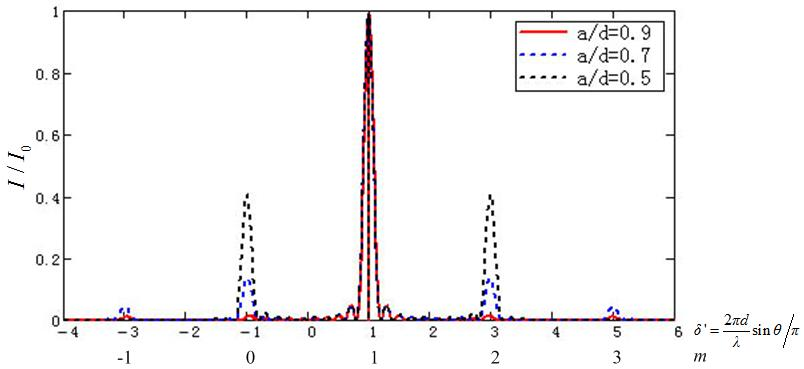 1
0.8
0.6
0.4
0.2
0
I / I₀
a/d=0.9
a/d=0.7
a/d=0.5
-4 -3 -2 -1 0 1 2 3 4 5 6
δ' = 2πd/λ sin θ / π
-1 0 1 2 3 m